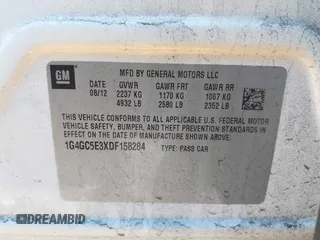 GM
MFD BY GENERAL MOTORS LLC
08/12 GVWR GAWR FRT GAWR RR
2237 KG 1170 KG 1067 KG
4932 LB 2580 LB 2352 LB
THIS VEHICLE CONFORMS TO ALL APPLICABLE U.S. FEDERAL MOTOR
VEHICLE SAFETY, BUMPER, AND THEFT PREVENTION STANDARDS
IN EFFECT ON THE DATE OF MANUFACTURE SHOWN ABOVE.
1G4GC5E3XDF158284 TYPE: PASS CAR
DREAMBID